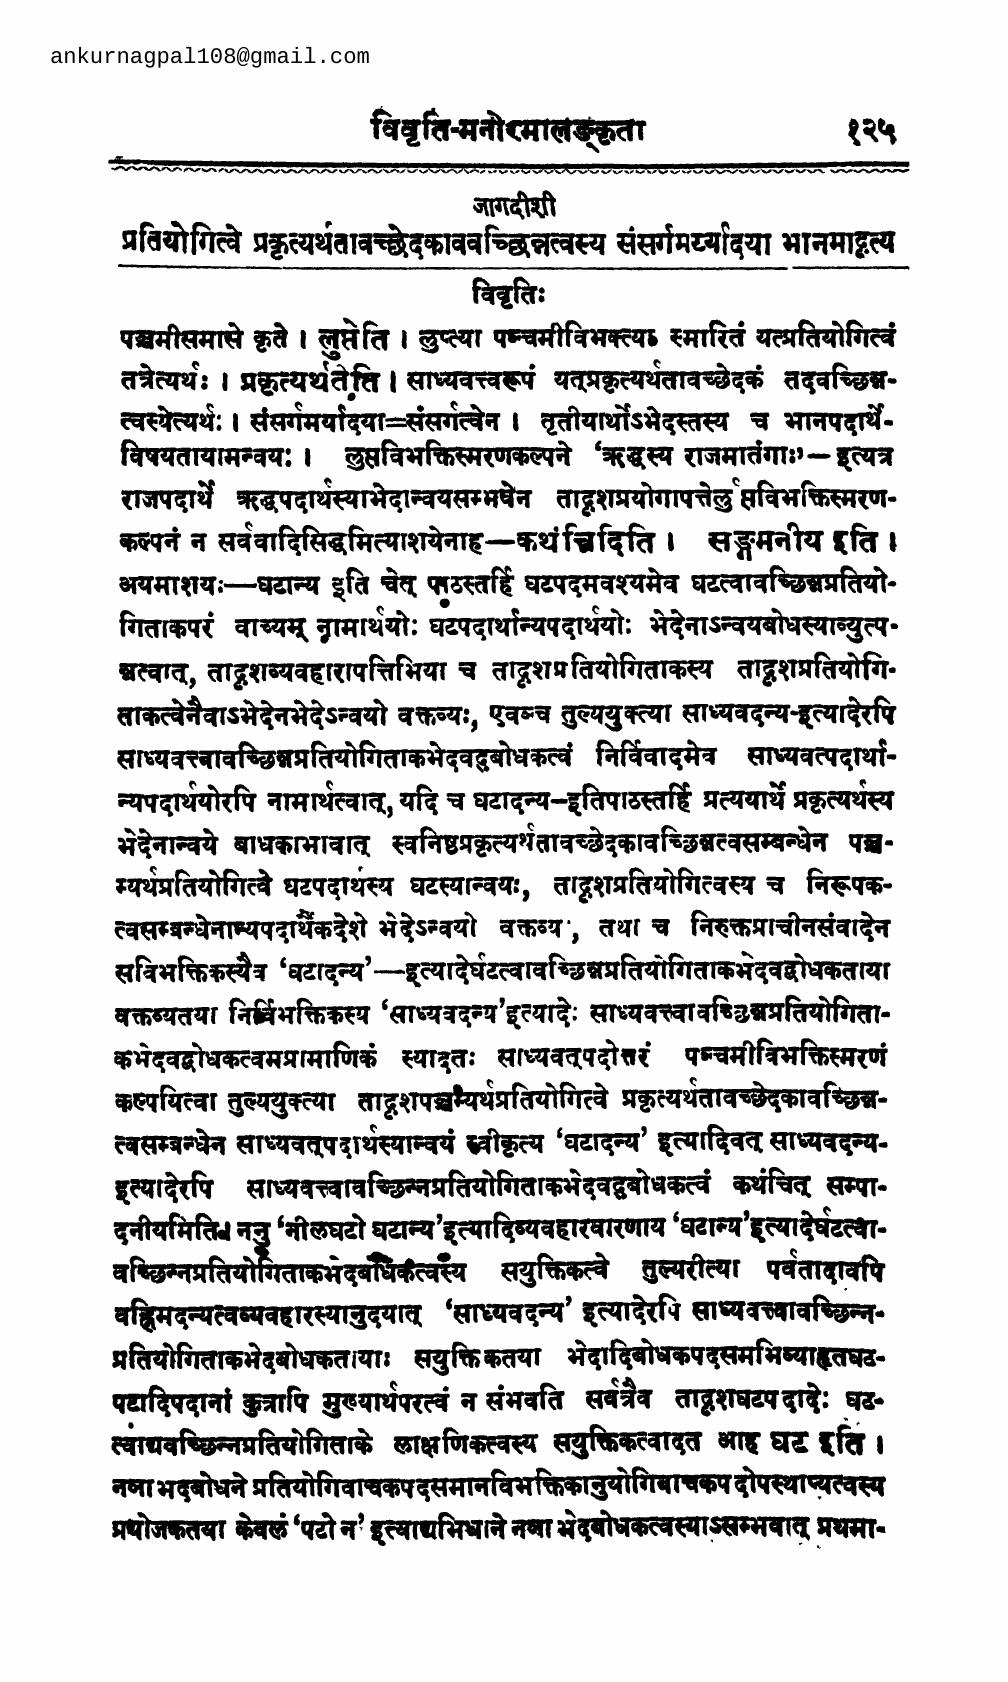 ankurnagpal108@gmail.com
विवृति-मनोरमालङ्कृता १२५
जागदीशी
प्रतियोगित्वे प्रकृत्यर्थतावच्छेदकाववच्छिन्नत्वस्य संसर्गमर्य्यादया भानमादृत्य
विवृतिः
पञ्चमीसमासे कृते । लुप्तेति । लुप्त्या पञ्चमीविभक्त्या स्मारितं यत्प्रतियोगित्वं
तत्रेत्यर्थः । प्रकृत्यर्थतेति । साध्यवत्त्वरूपं यत्प्रकृत्यर्थतावच्छेदकं तदवच्छिन्न-
त्वस्येत्यर्थः । संसर्गमर्यादया=संसर्गत्वेन । तृतीयार्थोऽभेदस्तस्य च भानपदार्थे-
विषयतायामन्वयः । लुप्तविभक्तिस्मरणकल्पने ‘ऋद्धस्य राजमातंगाः’— इत्यत्र
राजपदार्थे ऋद्धपदार्थस्याभेदान्वयसम्भवेन तादृशप्रयोगापत्तेर्लुप्तविभक्तिस्मरण-
कल्पनं न सर्ववादिसिद्धमित्याशयेनाह—कथंञ्चिदिति । सङ्गमनीय इति ।
अयमाशयः—घटान्य इति चेत् पाठस्तर्हि घटपदमवश्यमेव घटत्वावच्छिन्नप्रतियो-
गिताकपरं वाच्यम् नामार्थयोः घटपदार्थान्यपदार्थयोः भेदेनाऽन्वयबोधस्याव्युत्प-
न्नत्वात्, तादृशव्यवहारापत्तिभिया च तादृशप्रतियोगिताकस्य तादृशप्रतियोगि-
ताकत्वेनैवाऽभेदेनभेदेऽन्वयो वक्तव्यः, एवञ्च तुल्ययुक्त्या साध्यवदन्य-इत्यादेरपि
साध्यवत्त्वावच्छिन्नप्रतियोगिताकभेदवद्बोधकत्वं निर्विवादमेव साध्यवत्पदार्था-
न्यपदार्थयोरपि नामार्थत्वात्, यदि च घटादन्य—इतिपाठस्तर्हि प्रत्ययार्थे प्रकृत्यर्थस्य
भेदेनान्वये बाधकाभावात् स्वनिष्ठप्रकृत्यर्थतावच्छेदकावच्छिन्नत्वसम्बन्धेन पञ्च-
म्यर्थप्रतियोगित्वे घटपदार्थस्य घटस्यान्वयः, तादृशप्रतियोगित्वस्य च निरूपक-
त्वसम्बन्धेनान्यपदार्थैकदेशे भेदेऽन्वयो वक्तव्यः, तथा च निरुक्तप्राचीनसंवादेन
सविभक्तिकस्यैव ‘घटादन्य’—इत्यादेर्घटत्वावच्छिन्नप्रतियोगिताकभेदवद्बोधकताया
वक्तव्यतया निर्विभक्तिकस्य ‘साध्यवदन्य’इत्यादेः साध्यवत्त्वावच्छिन्नप्रतियोगिता-
कभेदवद्बोधकत्वमप्रामाणिकं स्यादतः साध्यवत्पदोत्तरं पञ्चमीविभक्तिस्मरणं
कल्पयित्वा तुल्ययुक्त्या तादृशपञ्चम्यर्थप्रतियोगित्वे प्रकृत्यर्थतावच्छेदकावच्छिन्न-
त्वसम्बन्धेन साध्यवत्पदार्थस्यान्वयं स्वीकृत्य ‘घटादन्य’ इत्यादिवत् साध्यवदन्य-
इत्यादेरपि साध्यवत्त्वावच्छिन्नप्रतियोगिताकभेदवद्बोधकत्वं कथंचित् सम्पा-
दनीयमिति। ननु ‘नीलघटो घटान्य’इत्यादिव्यवहारवारणाय ‘घटान्य’इत्यादेर्घटत्वा-
वच्छिन्नप्रतियोगिताकभेदबोधकत्वस्य सयुक्तिकत्वे तुल्यरीत्या पर्वतादावपि
वह्निमदन्यत्वव्यवहारस्यानुदयात् ‘साध्यवदन्य’ इत्यादेरपि साध्यवत्त्वावच्छिन्न-
प्रतियोगिताकभेदबोधकतायाः सयुक्तिकतया भेदादिबोधकपदसमभिव्याहृतघट-
पटादिपदानां कुत्रापि मुख्यार्थपरत्वं न संभवति सर्वत्रैव तादृशघटपदादेः घट-
त्वाद्यवच्छिन्नप्रतियोगिताके लाक्षणिकत्वस्य सयुक्तिकत्वादत आह घट इति ।
नञा भेदबोधने प्रतियोगिवाचकपदसमानविभक्तिकानुयोगिवाचकपदोपस्थाप्यत्वस्य
प्रयोजकतया केवलं ‘पटो न’ इत्याद्यभिधाने नञा भेदबोधकत्वस्याऽसम्भवात् प्रथमा-